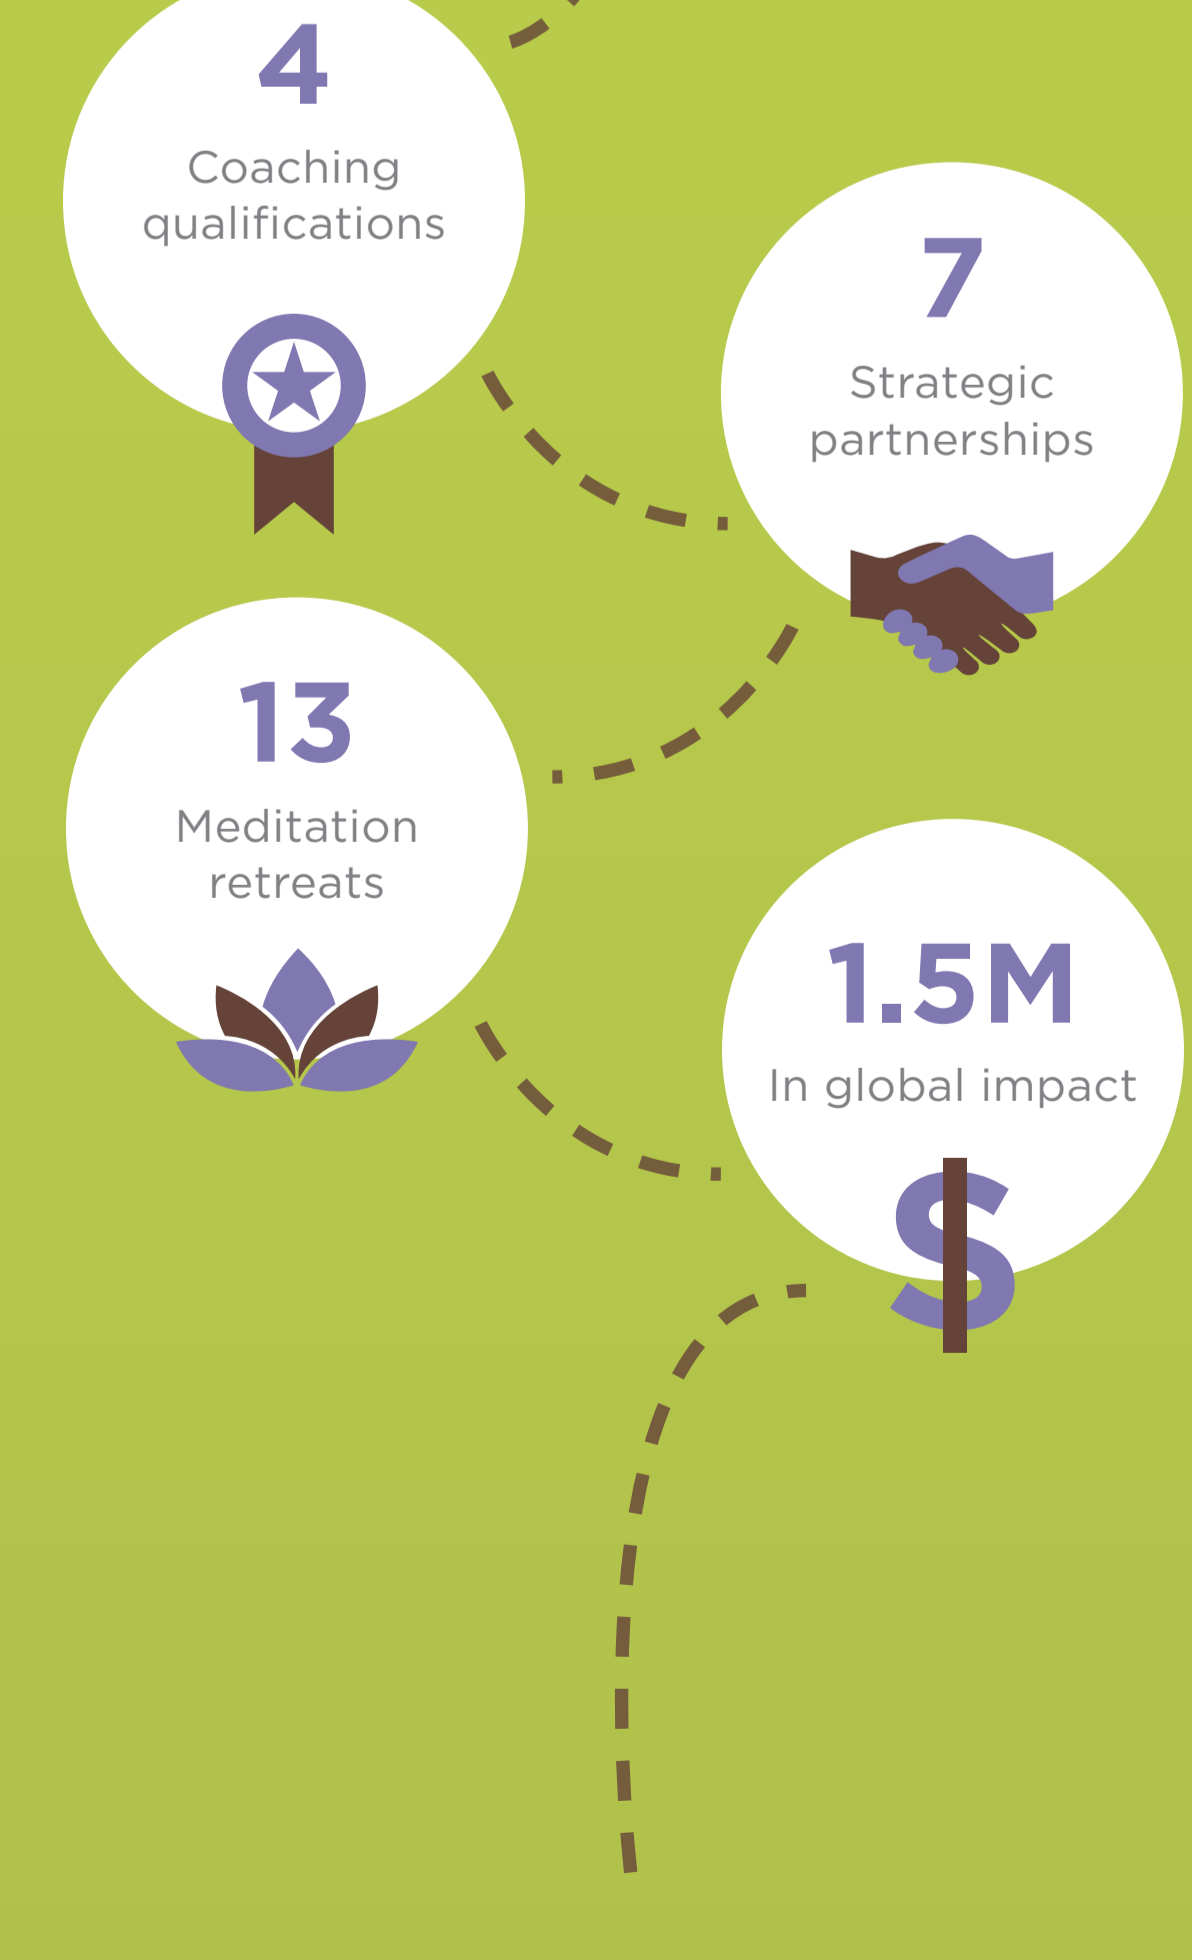 4
Coaching
qualifications
7
Strategic
partnerships
13
Meditation
retreats
1.5M
In global impact
$